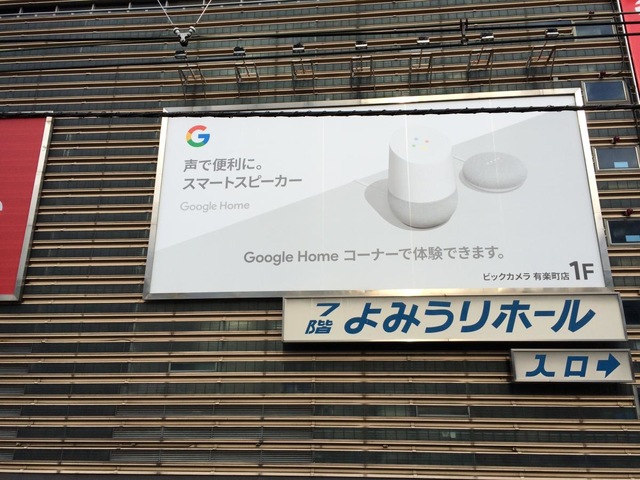 G
声で便利に。
スマートスピーカー
Google Home
Google Home コーナーで体験できます。
ビックカメラ 有楽町店 1F
7階 よみうりホール
入口 →